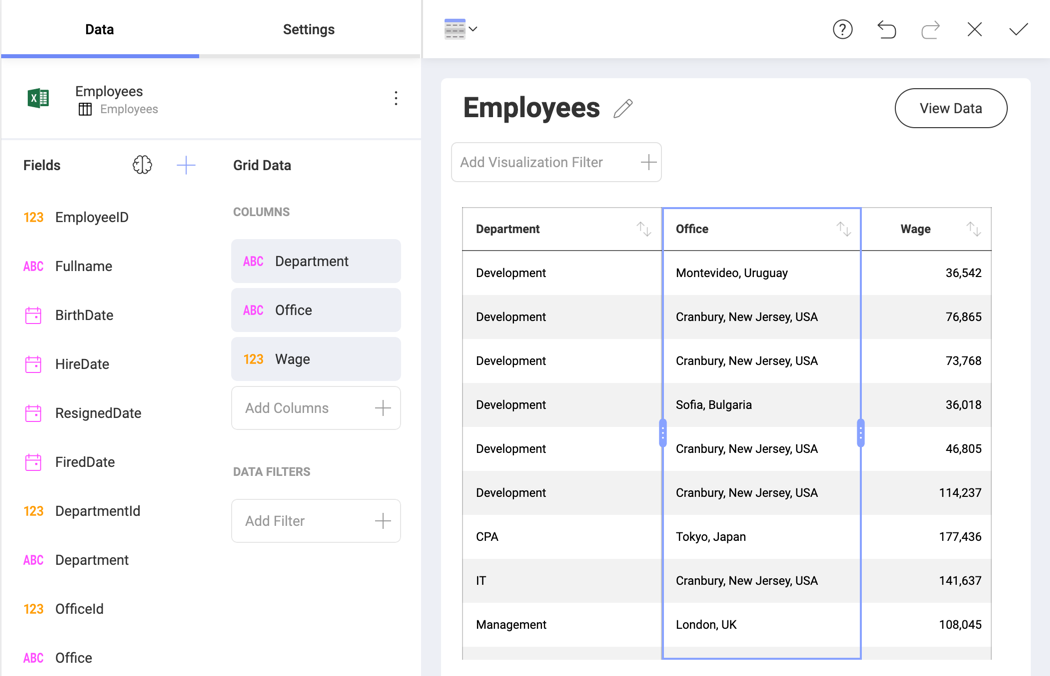 Data
Settings
Employees
Employees
Fields
123 EmployeeID
ABC Fullname
BirthDate
HireDate
ResignedDate
FiredDate
123 DepartmentId
ABC Department
123 OfficeId
ABC Office
Grid Data
COLUMNS
ABC Department
ABC Office
123 Wage
Add Columns
DATA FILTERS
Add Filter
Employees
View Data
Add Visualization Filter
Department Office Wage
Development Montevideo, Uruguay 36,542
Development Cranbury, New Jersey, USA 76,865
Development Cranbury, New Jersey, USA 73,768
Development Sofia, Bulgaria 36,018
Development Cranbury, New Jersey, USA 46,805
Development Cranbury, New Jersey, USA 114,237
CPA Tokyo, Japan 177,436
IT Cranbury, New Jersey, USA 141,637
Management London, UK 108,045